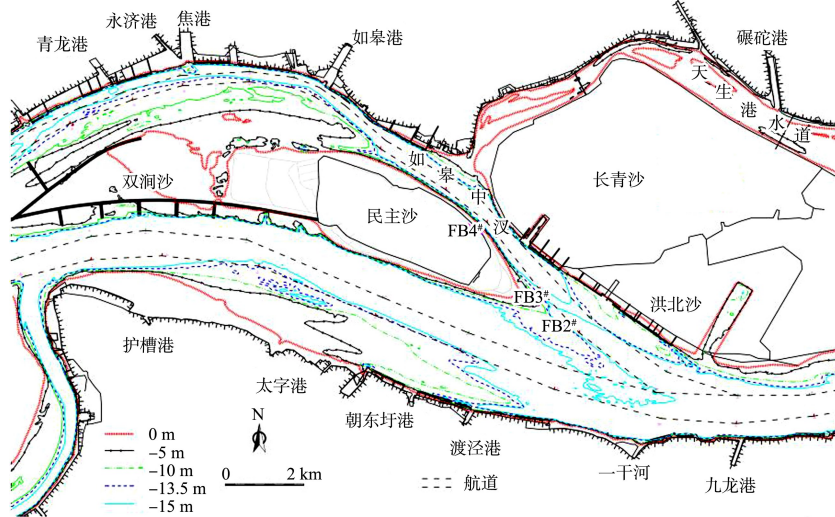 永济港
焦港
青龙港
如皋港
碾砣港
天生港水道
如皋中汊
长青沙
双涧沙
民主沙
FB4#
FB3#
FB2#
洪北沙
护槽港
太字港
朝东圩港
渡泾港
一干河
九龙港
N
0 2 km
航道
0 m
−5 m
−10 m
−13.5 m
−15 m